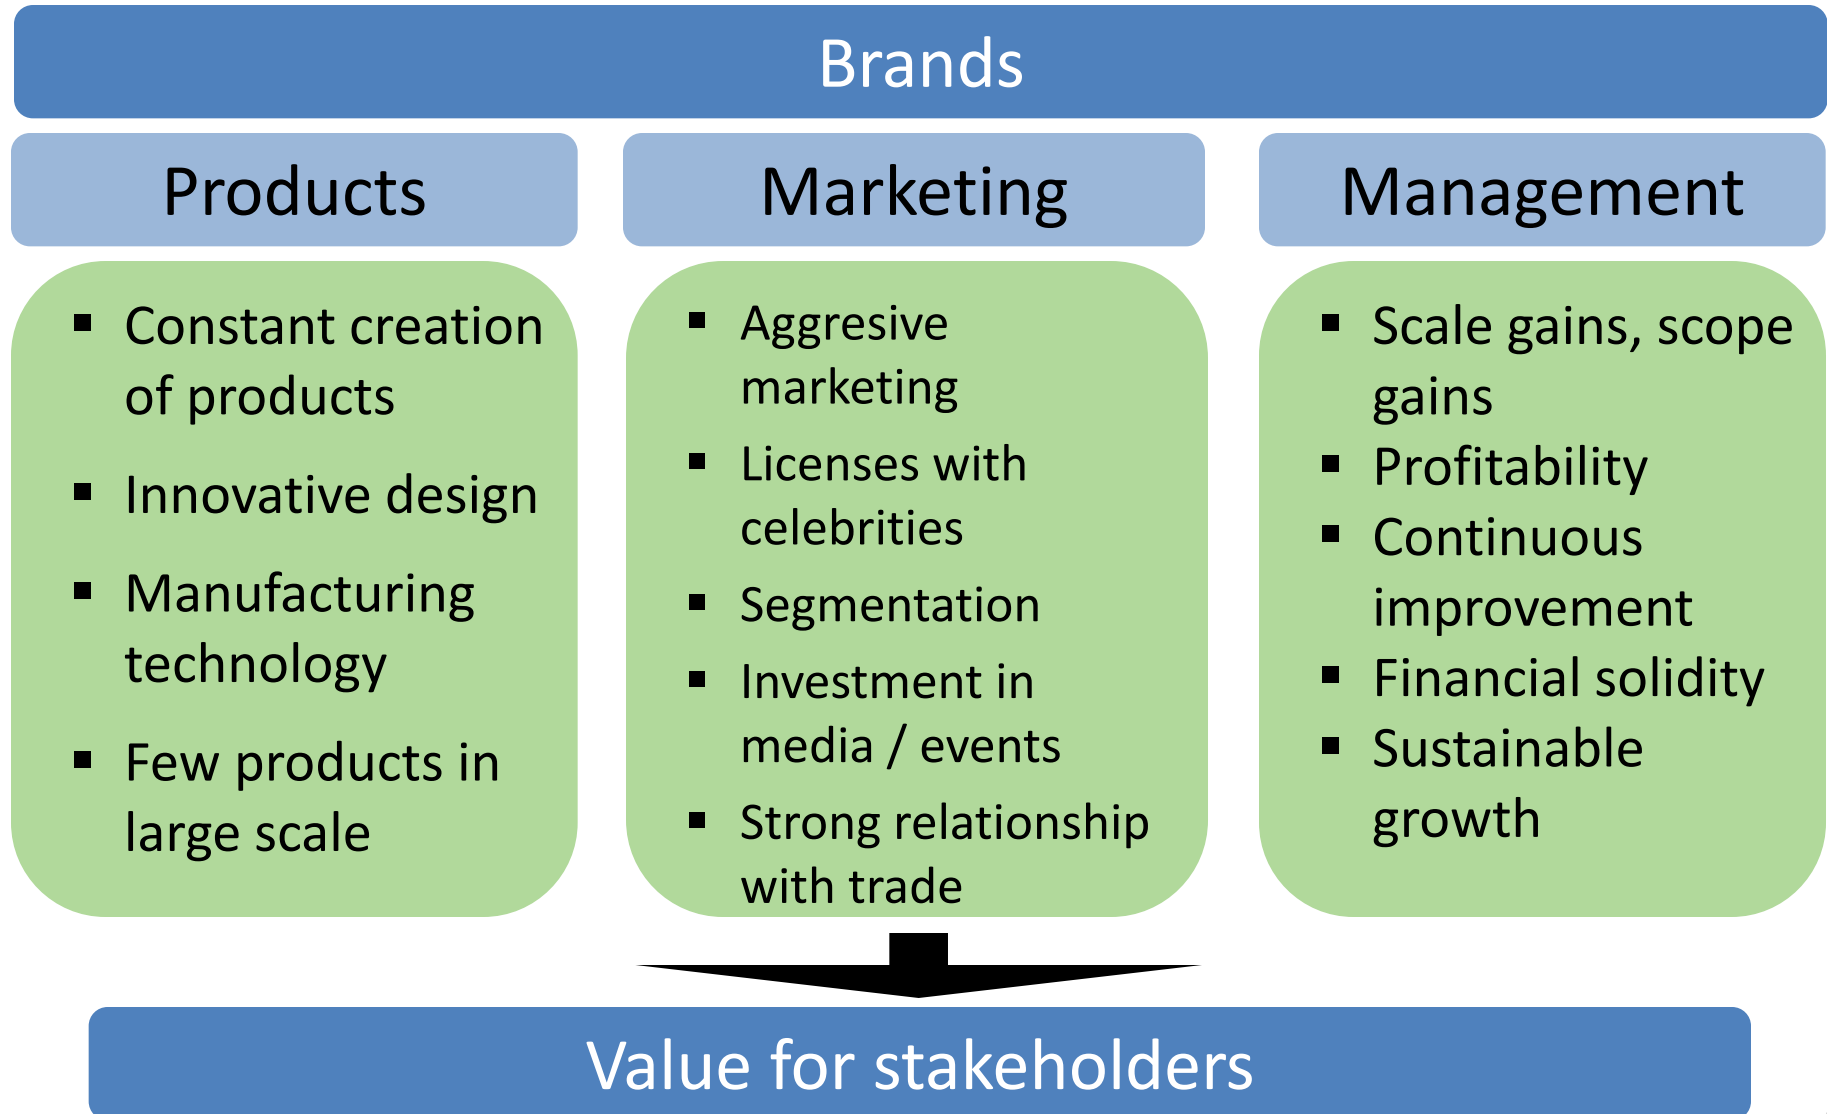 Brands
Products
Marketing
Management
▪ Constant creation
of products
▪ Innovative design
▪ Manufacturing
technology
▪ Few products in
large scale
▪ Aggresive
marketing
▪ Licenses with
celebrities
▪ Segmentation
▪ Investment in
media / events
▪ Strong relationship
with trade
▪ Scale gains, scope
gains
▪ Profitability
▪ Continuous
improvement
▪ Financial solidity
▪ Sustainable
growth
Value for stakeholders